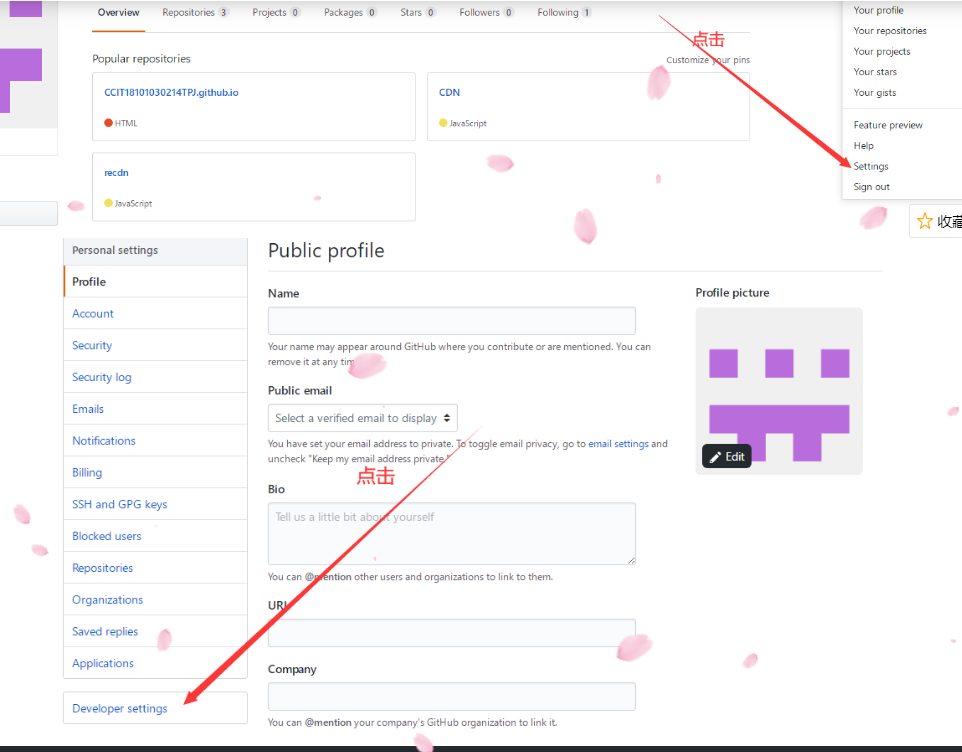 Overview Repositories 3 Projects 0 Packages 0 Stars 0 Followers 0 Following 1
Popular repositories
Customize your pins
CCIT18101030214TPJ.github.io
HTML
CDN
JavaScript
recdn
JavaScript
点击
Your profile
Your repositories
Your projects
Your stars
Your gists
Feature preview
Help
Settings
Sign out
收藏
Personal settings
Profile
Account
Security
Security log
Emails
Notifications
Billing
SSH and GPG keys
Blocked users
Repositories
Organizations
Saved replies
Applications
Developer settings
Public profile
Name
Your name may appear around GitHub where you contribute or are mentioned. You can
remove it at any tim
Public email
Select a verified email to display
You have set your email address to private. To toggle email privacy, go to email settings and
uncheck "Keep my email address private."
点击
Bio
Tell us a little bit about yourself
You can @mention other users and organizations to link to them.
URL
Company
You can @mention your company's GitHub organization to link it.
Profile picture
Edit